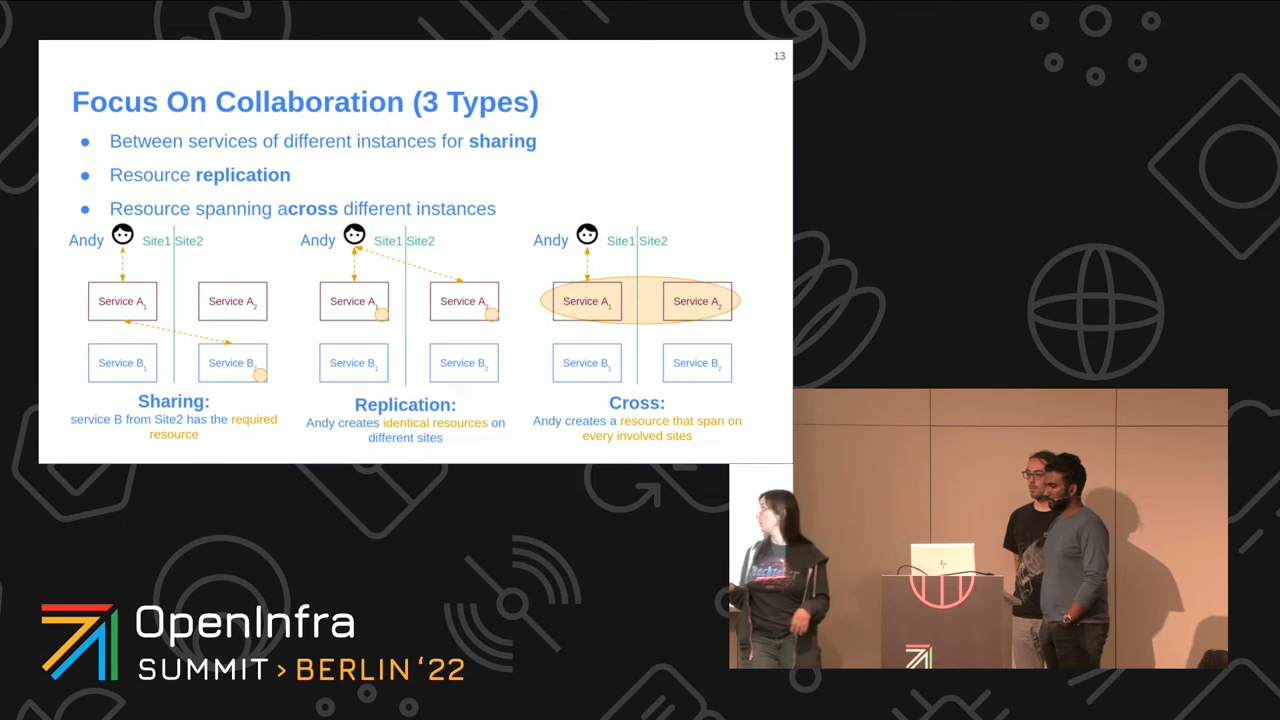 13
Focus On Collaboration (3 Types)
● Between services of different instances for sharing
● Resource replication
● Resource spanning across different instances
Andy Site1 Site2
Service A1 Service A2
Service B1 Service B2
Sharing:
service B from Site2 has the required
resource
Andy Site1 Site2
Service A1 Service A2
Service B1 Service B2
Replication:
Andy creates identical resources on
different sites
Andy Site1 Site2
Service A1 Service A2
Service B1 Service B2
Cross:
Andy creates a resource that span on
every involved sites
OpenInfra
SUMMIT > BERLIN ‘22